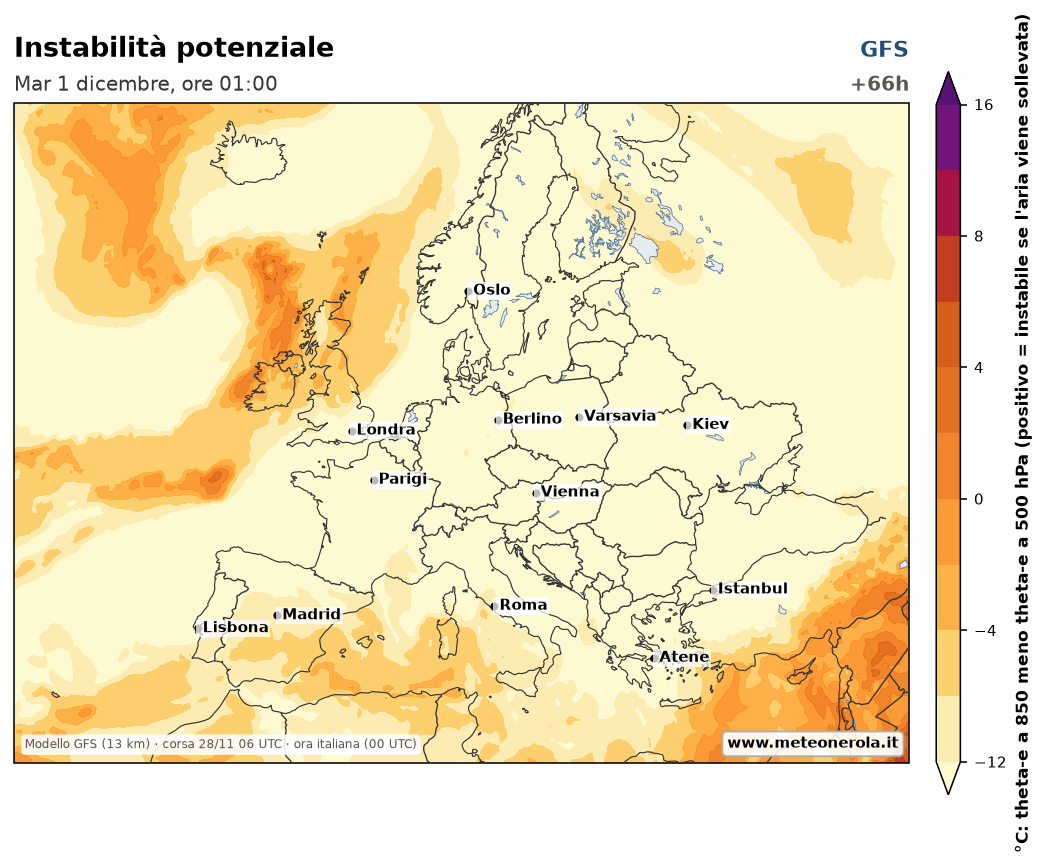 Instabilità potenziale
GFS
Mar 1 dicembre, ore 01:00
+66h
Oslo
Berlino
Varsavia
Kiev
Londra
Parigi
Vienna
Istanbul
Roma
Madrid
Lisbona
Atene
Modello GFS (13 km) · corsa 28/11 06 UTC · ora italiana (00 UTC)
www.meteonerola.it
16
8
4
0
−4
−12
°C: theta-e a 850 meno theta-e a 500 hPa (positivo = instabile se l'aria viene sollevata)